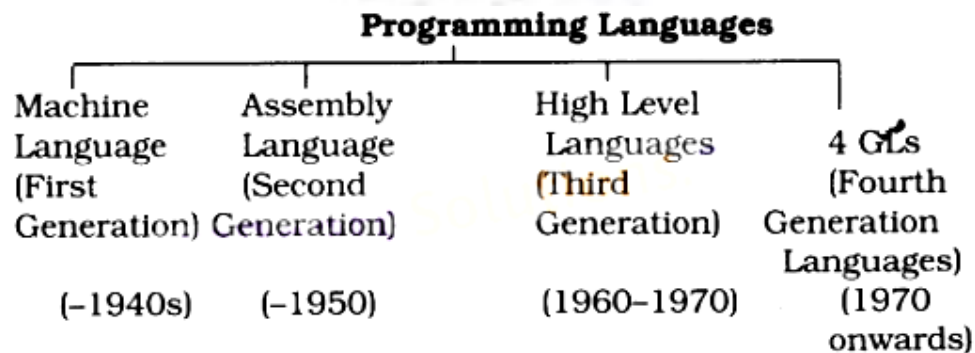 Programming Languages
Machine
Language
(First
Generation)
(–1940s)
Assembly
Language
(Second
Generation)
(–1950)
High Level
Languages
(Third
Generation)
(1960–1970)
4 GLs
(Fourth
Generation
Languages)
(1970
onwards)